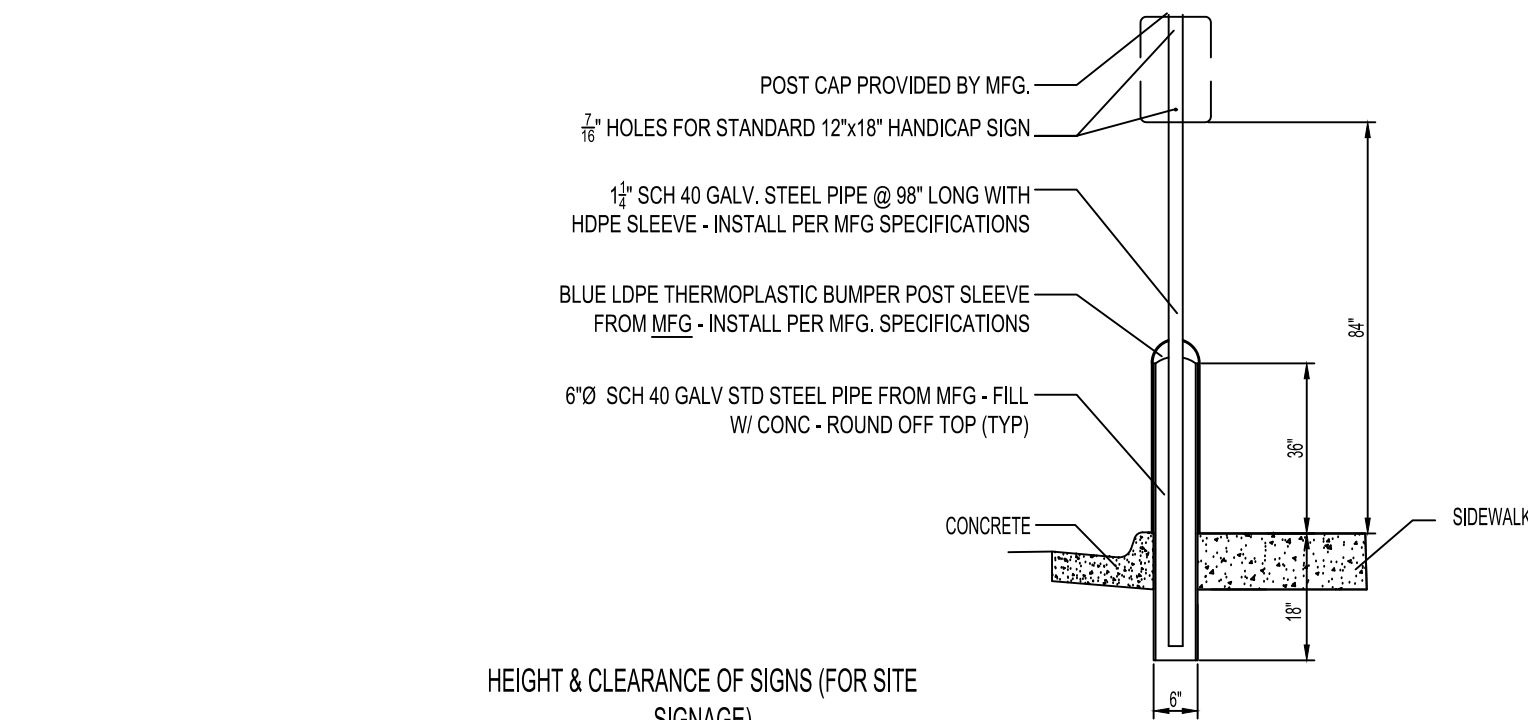 POST CAP PROVIDED BY MFG.
7/16" HOLES FOR STANDARD 12"x18" HANDICAP SIGN
1 1/4" SCH 40 GALV. STEEL PIPE @ 98" LONG WITH
HDPE SLEEVE - INSTALL PER MFG SPECIFICATIONS
BLUE LDPE THERMOPLASTIC BUMPER POST SLEEVE
FROM MFG - INSTALL PER MFG. SPECIFICATIONS
84"
6"Ø SCH 40 GALV STD STEEL PIPE FROM MFG - FILL
W/ CONC - ROUND OFF TOP (TYP)
36"
CONCRETE
SIDEWALK
18"
HEIGHT & CLEARANCE OF SIGNS (FOR SITE
SIGNAGE)
6"